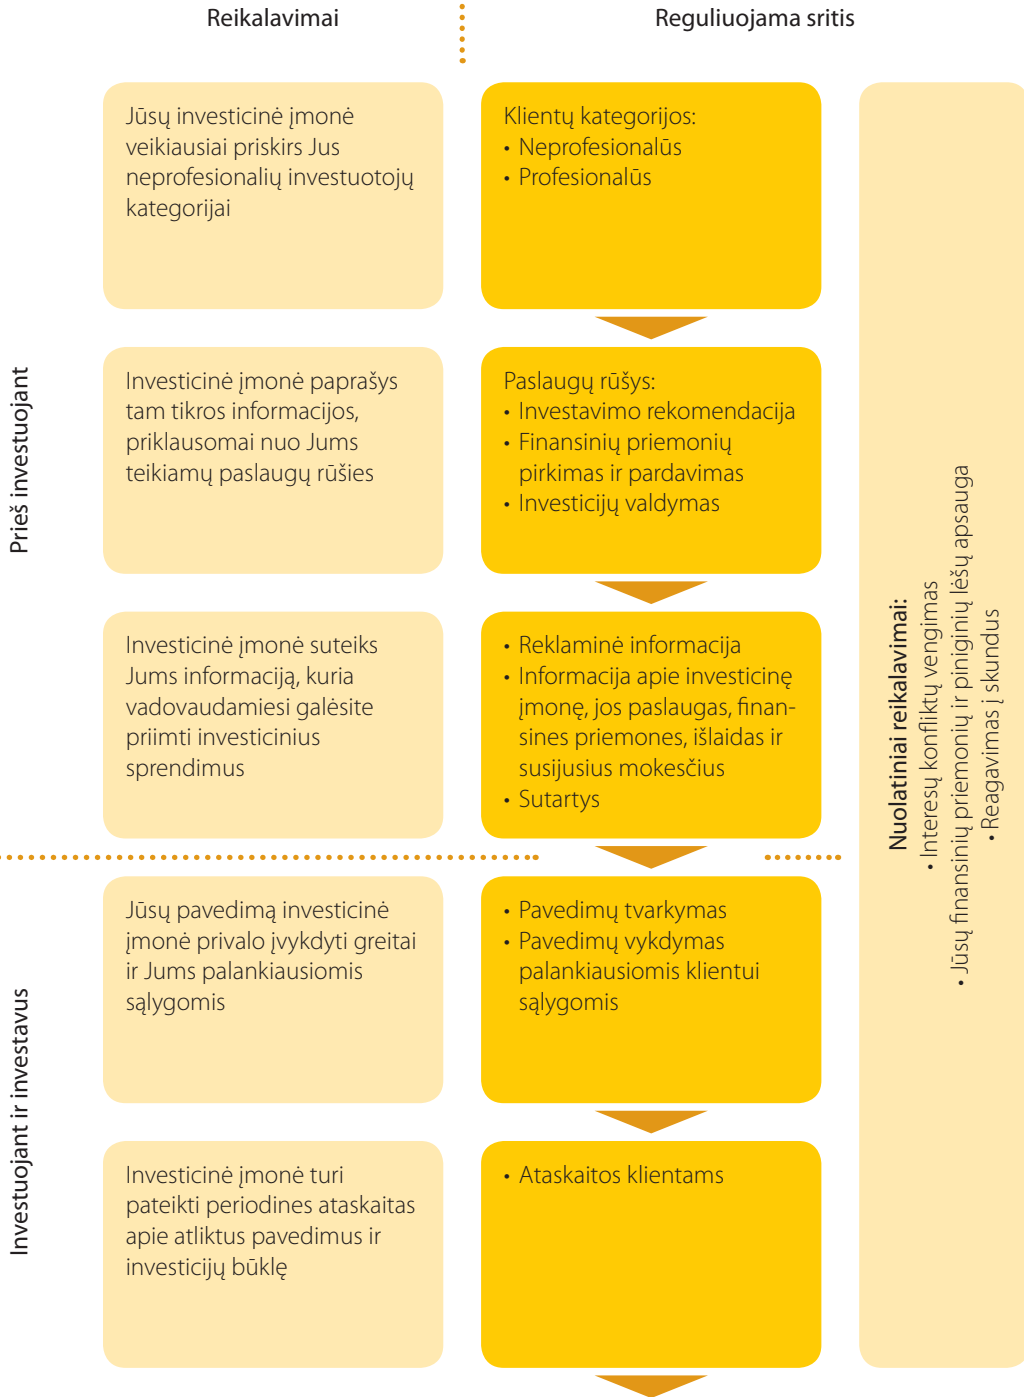 Reikalavimai
Reguliuojama sritis
Prieš investuojant
Jūsų investicinė įmonė
veikiausiai priskirs Jus
neprofesionalių investuotojų
kategorijai
Klientų kategorijos:
• Neprofesionalūs
• Profesionalūs
Investicinė įmonė paprašys
tam tikros informacijos,
priklausomai nuo Jums
teikiamų paslaugų rūšies
Paslaugų rūšys:
• Investavimo rekomendacija
• Finansinių priemonių
pirkimas ir pardavimas
• Investicijų valdymas
Investicinė įmonė suteiks
Jums informaciją, kuria
vadovaudamiesi galėsite
priimti investicinius
sprendimus
• Reklaminė informacija
• Informacija apie investicinę
įmonę, jos paslaugas, finan-
sines priemones, išlaidas ir
susijusius mokesčius
• Sutartys
Investuojant ir investavus
Jūsų pavedimą investicinė
įmonė privalo įvykdyti greitai
ir Jums palankiausiomis
sąlygomis
• Pavedimų tvarkymas
• Pavedimų vykdymas
palankiausiomis klientui
sąlygomis
Investicinė įmonė turi
pateikti periodines ataskaitas
apie atliktus pavedimus ir
investicijų būklę
• Ataskaitos klientams
Nuolatiniai reikalavimai:
• Interesų konfliktų vengimas
• Jūsų finansinių priemonių ir piniginių lėšų apsauga
• Reagavimas į skundus